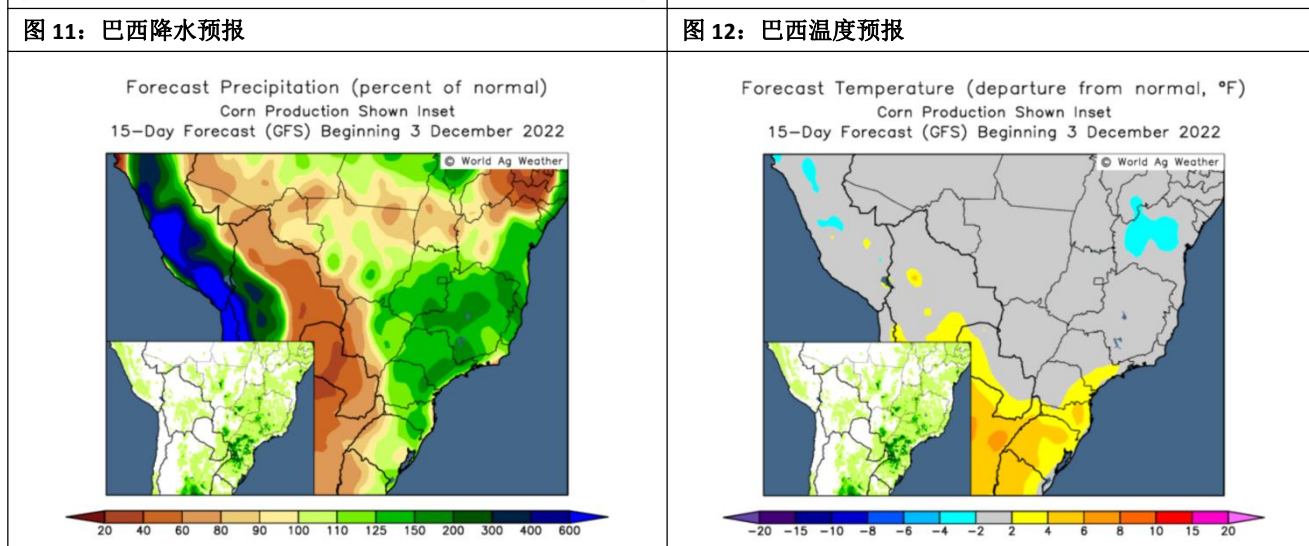 图 11：巴西降水预报
图 12：巴西温度预报
Forecast Precipitation (percent of normal)
Corn Production Shown Inset
15-Day Forecast (GFS) Beginning 3 December 2022
© World Ag Weather
20 40 60 80 90 100 110 125 150 200 300 400 600
Forecast Temperature (departure from normal, °F)
Corn Production Shown Inset
15-Day Forecast (GFS) Beginning 3 December 2022
© World Ag Weather
-20 -15 -10 -8 -6 -4 -2 2 4 6 8 10 15 20